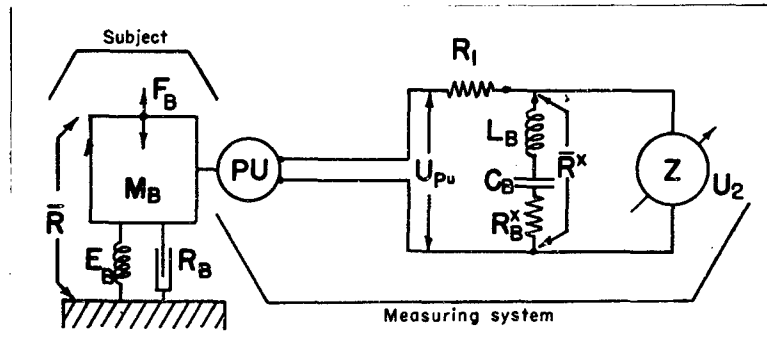 Subject
F_B
M_B
R̄
E_B
R_B
PU
U_Pu
R_1
L_B
C_B
R_B^x
R̄^x
Z
U_2
Measuring system